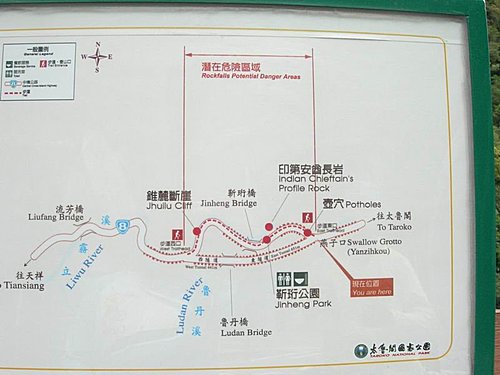 一般圖例
General Legend
N
W E
S
潛在危險區域
Rockfalls Potential Danger Areas
印第安酋長岩
Indian Chieftain's
Profile Rock
錐麓斷崖
Jhuilu Cliff
靳珩橋
Jinheng Bridge
壺穴 Potholes
流芳橋
Liufang Bridge
溪
8
步道西口
West Trailhead
步道東口
往太魯閣
To Taroko
燕子口 Swallow Grotto
(Yanzihkou)
霧
立
Liwu River
往天祥
To Tiansiang
靳珩公園
Jinheng Park
現在位置
You are here
Ludan River
魯
丹
溪
魯丹橋
Ludan Bridge
太魯閣國家公園
TAROKO NATIONAL PARK